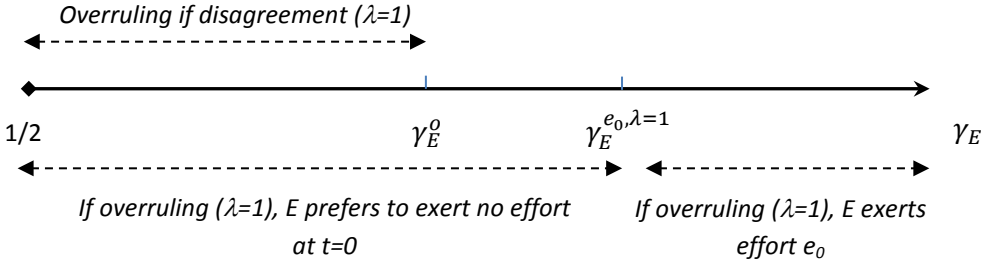 Overruling if disagreement (λ=1)
1/2 γ_E^o γ_E^{e_0,λ=1} γ_E
If overruling (λ=1), E prefers to exert no effort
at t=0
If overruling (λ=1), E exerts
effort e₀